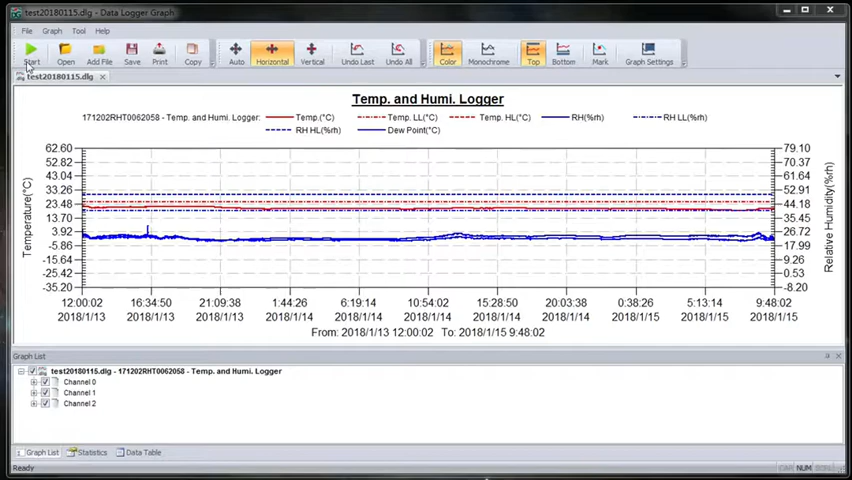 test20180115.dlg - Data Logger Graph
File Graph Tool Help
Start Open Add File Save Print Copy Auto Horizontal Vertical Undo Last Undo All Color Monochrome Top Bottom Mark Graph Settings
test20180115.dlg
Temp. and Humi. Logger
171202RHT0062058 - Temp. and Humi. Logger: Temp.(°C) Temp. LL(°C) Temp. HL(°C) RH(%rh) RH LL(%rh)
RH HL(%rh) Dew Point(°C)
Temperature(°C)
62.60
52.82
43.04
33.26
23.48
13.70
3.92
-5.86
-15.64
-25.42
-35.20
79.10
70.37
61.64
52.91
44.18
35.45
26.72
17.99
9.26
0.53
-8.20
Relative Humidity(%rh)
12:00:02 16:34:50 21:09:38 1:44:26 6:19:14 10:54:02 15:28:50 20:03:38 0:38:26 5:13:14 9:48:02
2018/1/13 2018/1/13 2018/1/13 2018/1/14 2018/1/14 2018/1/14 2018/1/14 2018/1/14 2018/1/15 2018/1/15 2018/1/15
From: 2018/1/13 12:00:02 To: 2018/1/15 9:48:02
Graph List
test20180115.dlg - 171202RHT0062058 - Temp. and Humi. Logger
Channel 0
Channel 1
Channel 2
Graph List Statistics Data Table
Ready
CAP NUM SCRL